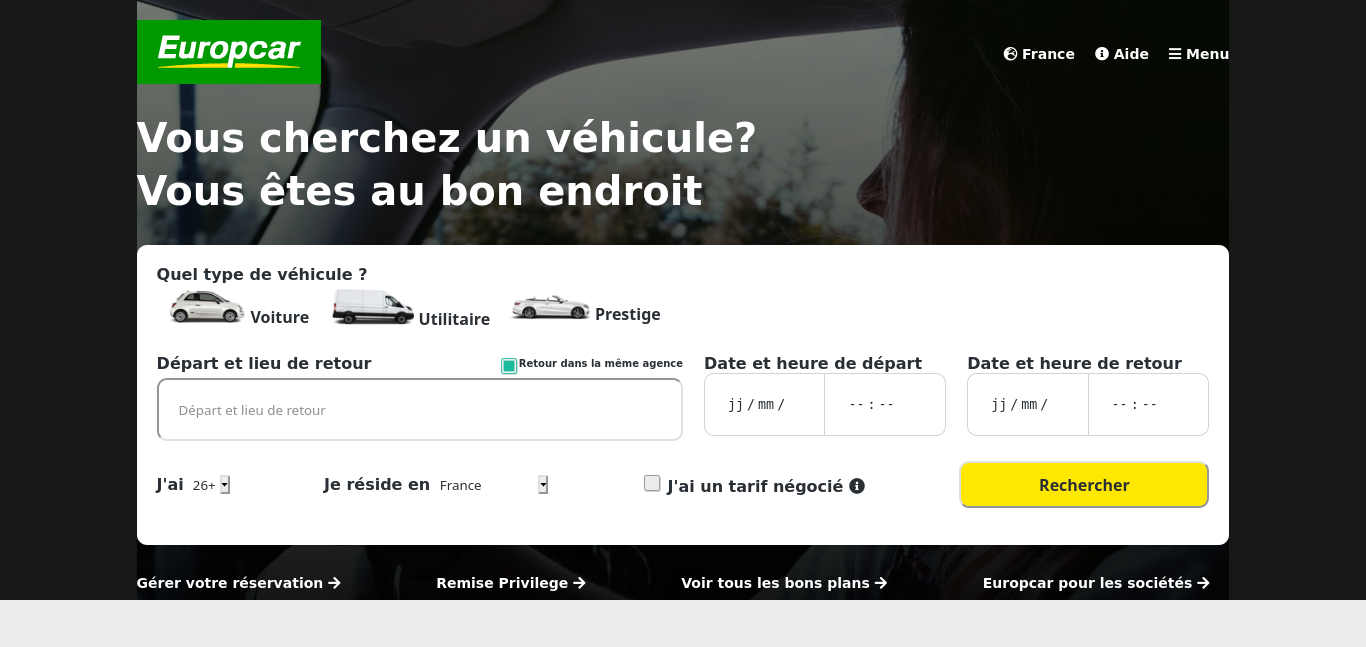 Europcar
France Aide Menu
Vous cherchez un véhicule?
Vous êtes au bon endroit
Quel type de véhicule ?
Voiture Utilitaire Prestige
Départ et lieu de retour Retour dans la même agence Date et heure de départ Date et heure de retour
Départ et lieu de retour jj/mm/ --:-- jj/mm/ --:--
J'ai 26+ Je réside en France J'ai un tarif négocié Rechercher
Gérer votre réservation Remise Privilege Voir tous les bons plans Europcar pour les sociétés